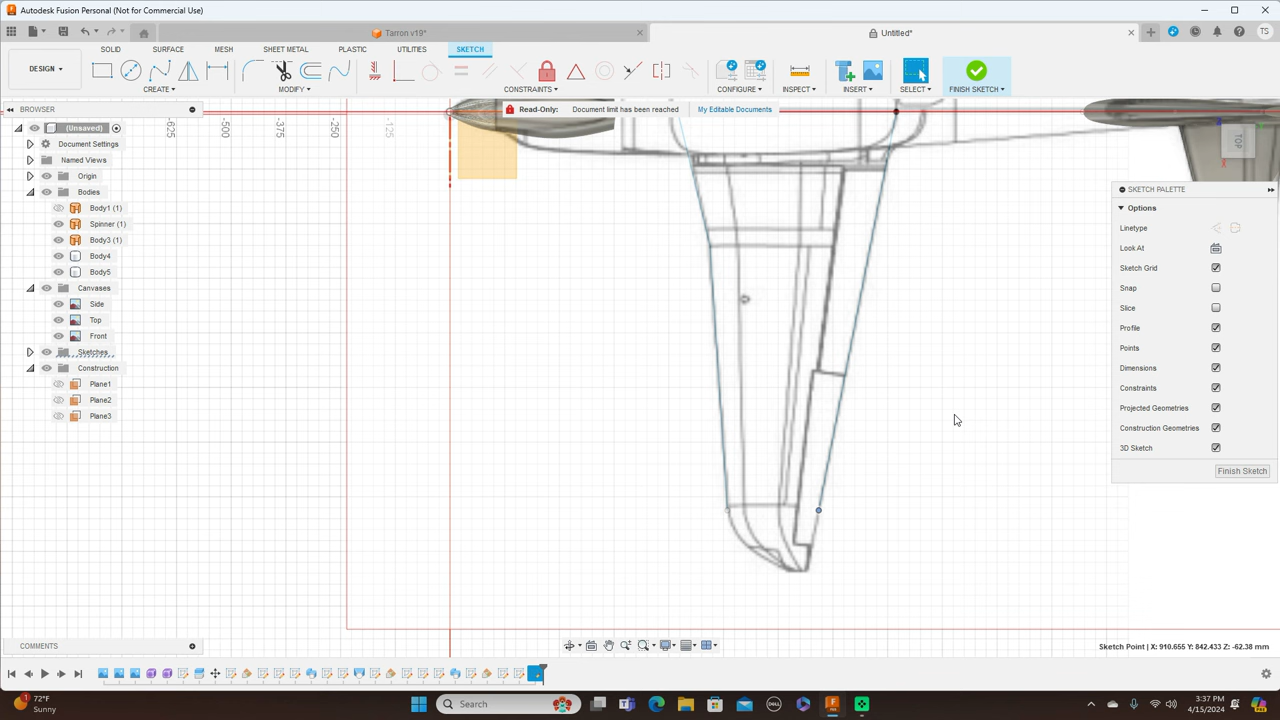 Autodesk Fusion Personal (Not for Commercial Use)
Tarron v19*
Untitled*
DESIGN
SOLID SURFACE MESH SHEET METAL PLASTIC UTILITIES SKETCH
CREATE MODIFY CONSTRAINTS CONFIGURE INSPECT INSERT SELECT FINISH SKETCH
BROWSER
Read-Only: Document limit has been reached My Editable Documents
-625 -500 -375 -250 -125
(Unsaved)
Document Settings
Named Views
Origin
Bodies
Body1 (1)
Spinner (1)
Body3 (1)
Body4
Body5
Canvases
Side
Top
Front
Sketches
Construction
Plane1
Plane2
Plane3
TOP
X
Z
SKETCH PALETTE
Options
Linetype
Look At
Sketch Grid
Snap
Slice
Profile
Points
Dimensions
Constraints
Projected Geometries
Construction Geometries
3D Sketch
Finish Sketch
COMMENTS
Sketch Point | X: 910.655 Y: 842.433 Z: -62.38 mm
72°F
Sunny
Search
DELL
3:37 PM
4/15/2024
TS